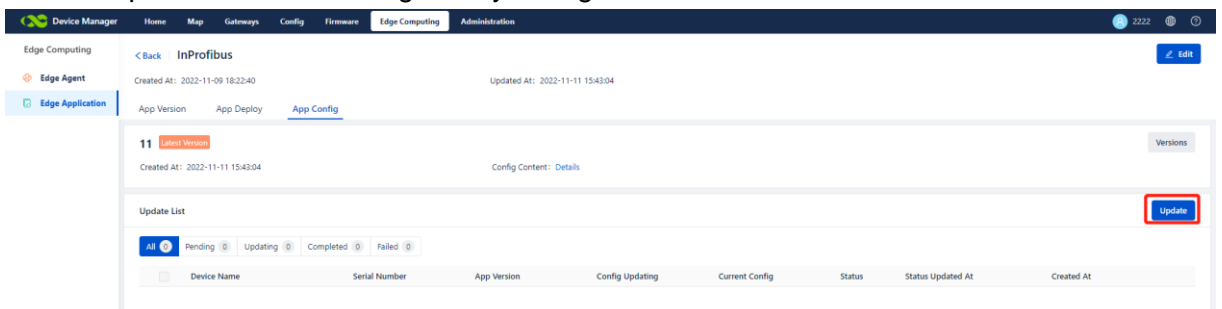 Device Manager Home Map Gateways Config Firmware Edge Computing Administration 2222
Edge Computing
Edge Agent
Edge Application
< Back InProfibus
Edit
Created At: 2022-11-09 18:22:40 Updated At: 2022-11-11 15:43:04
App Version App Deploy App Config
11 Latest Version
Versions
Created At: 2022-11-11 15:43:04 Config Content: Details
Update List
Update
All 0 Pending 0 Updating 0 Completed 0 Failed 0
Device Name Serial Number App Version Config Updating Current Config Status Status Updated At Created At